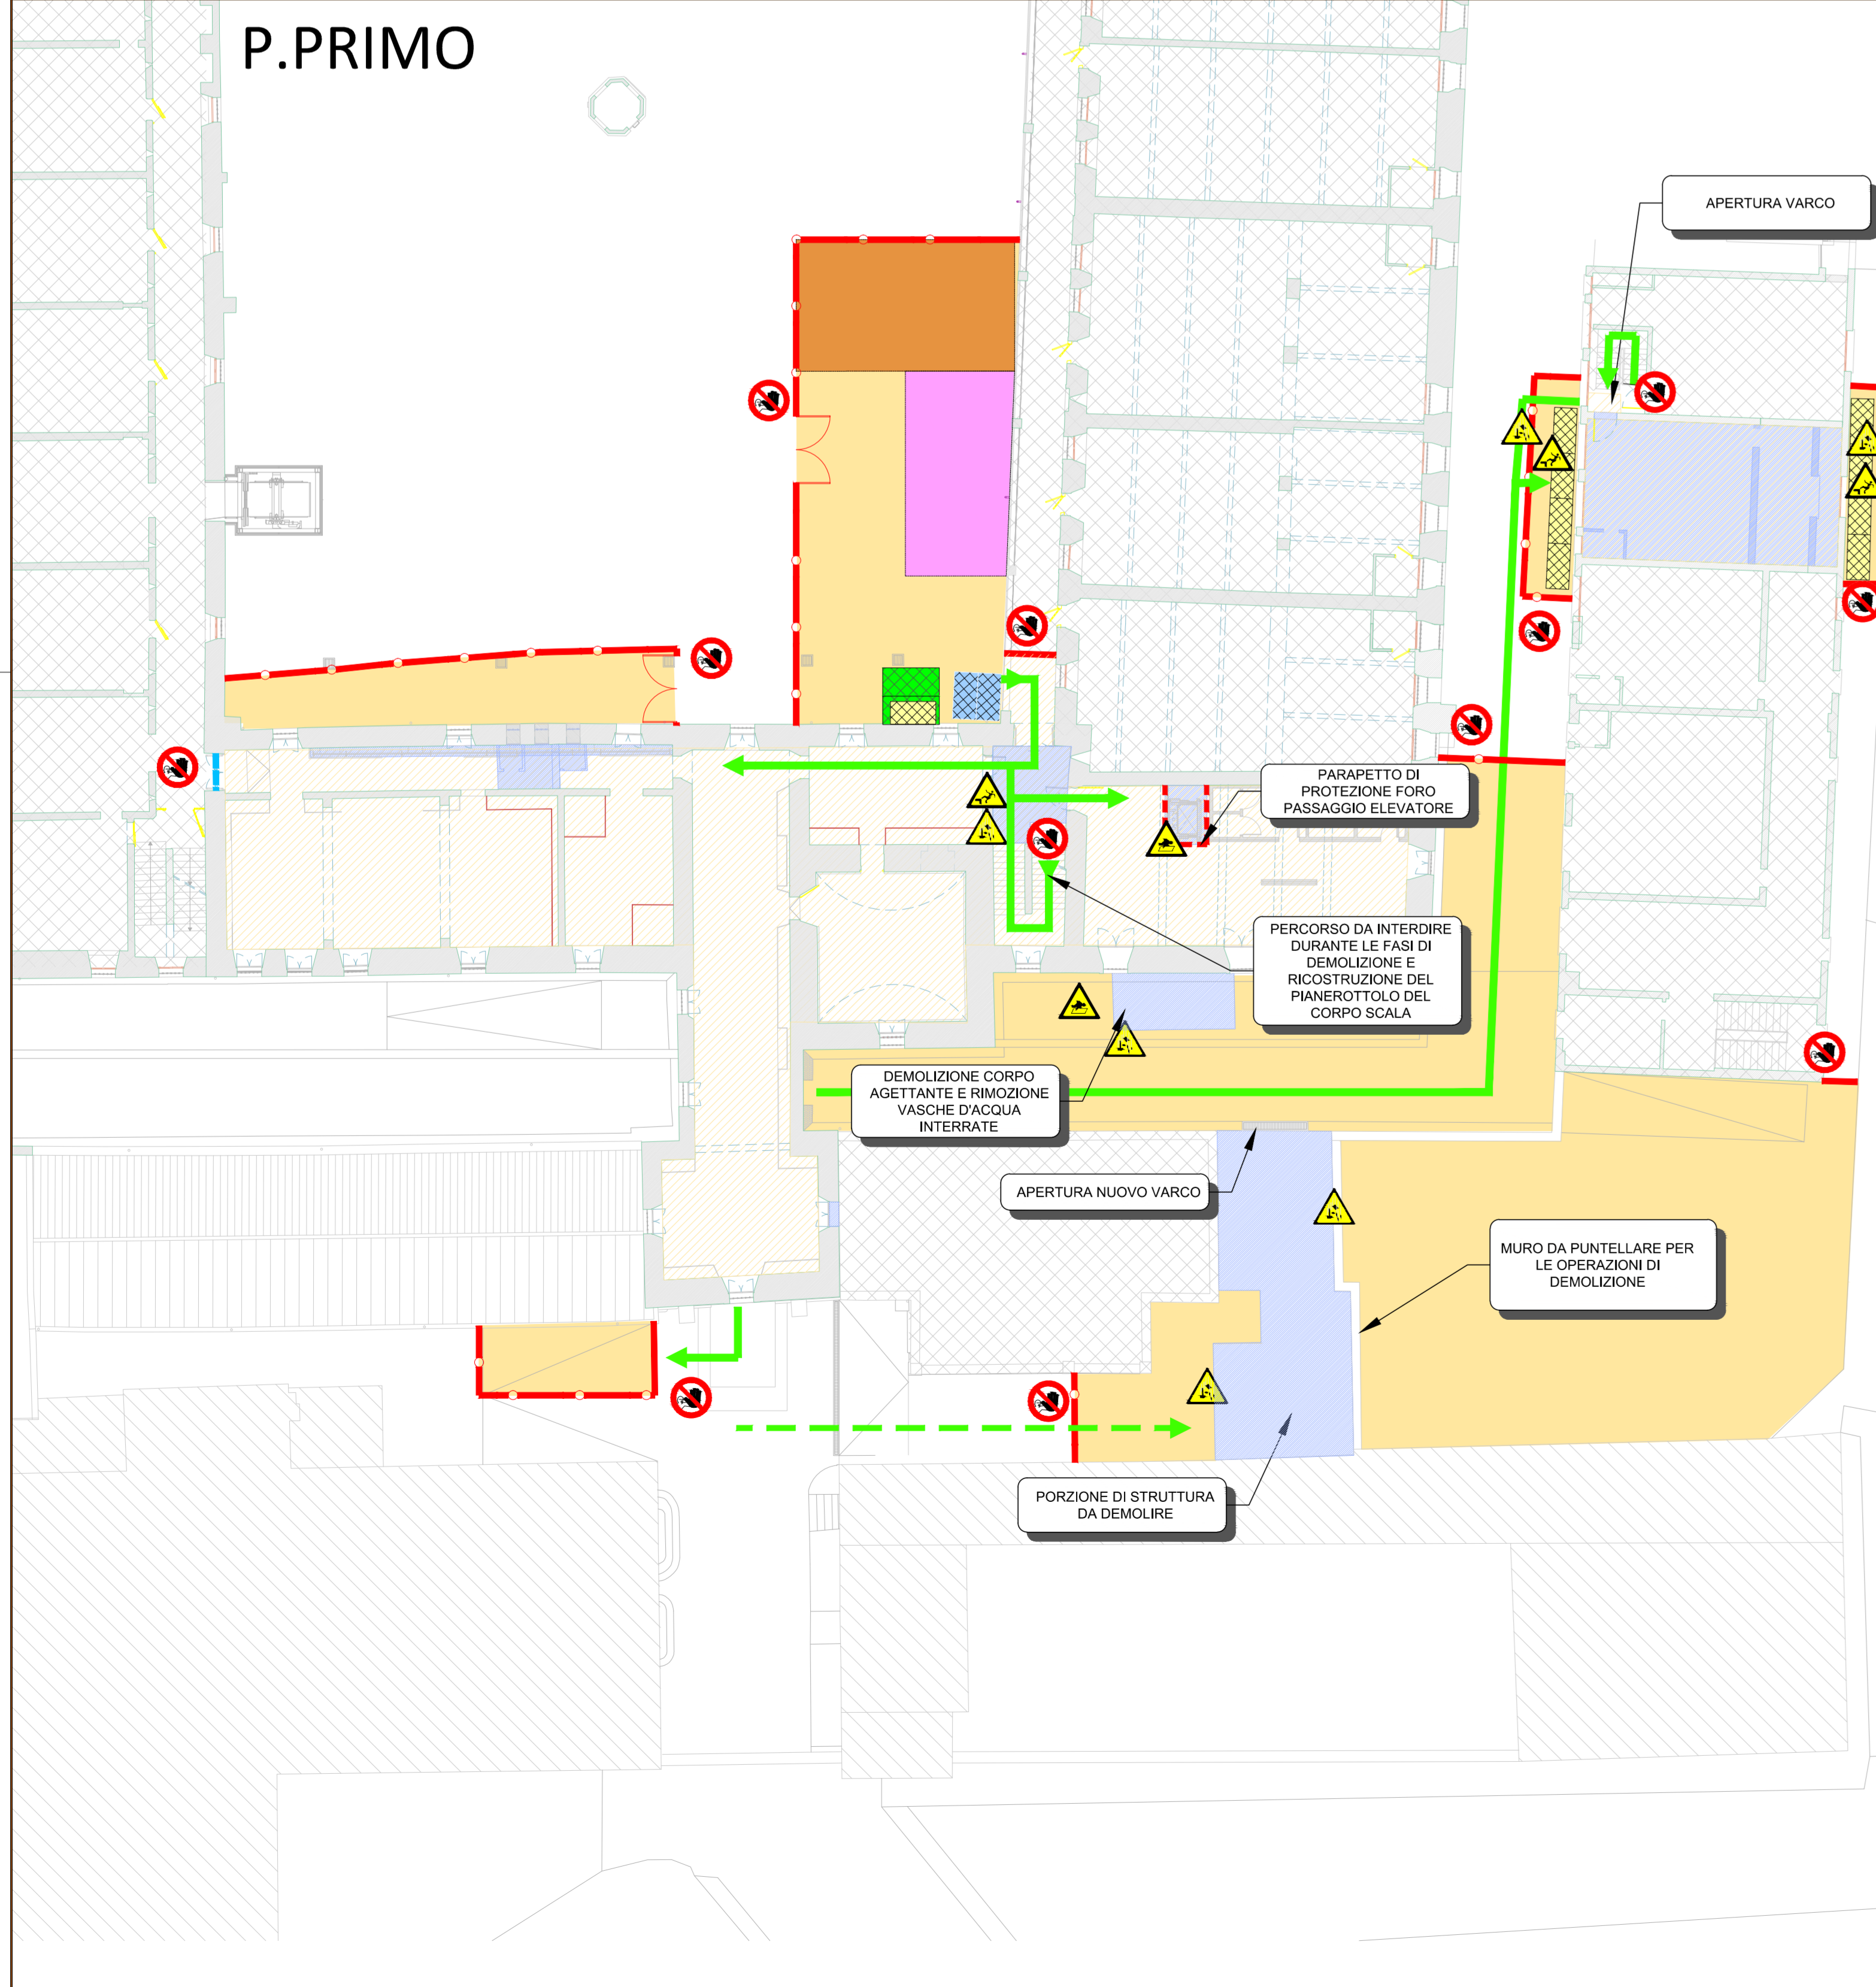 P.PRIMO
APERTURA VARCO
PARAPETTO DI
PROTEZIONE FORO
PASSAGGIO ELEVATORE
PERCORSO DA INTERDIRE
DURANTE LE FASI DI
DEMOLIZIONE E
RICOSTRUZIONE DEL
PIANEROTTOLO DEL
CORPO SCALA
DEMOLIZIONE CORPO
AGETTANTE E RIMOZIONE
VASCHE D'ACQUA
INTERRATE
APERTURA NUOVO VARCO
MURO DA PUNTELLARE PER
LE OPERAZIONI DI
DEMOLIZIONE
PORZIONE DI STRUTTURA
DA DEMOLIRE